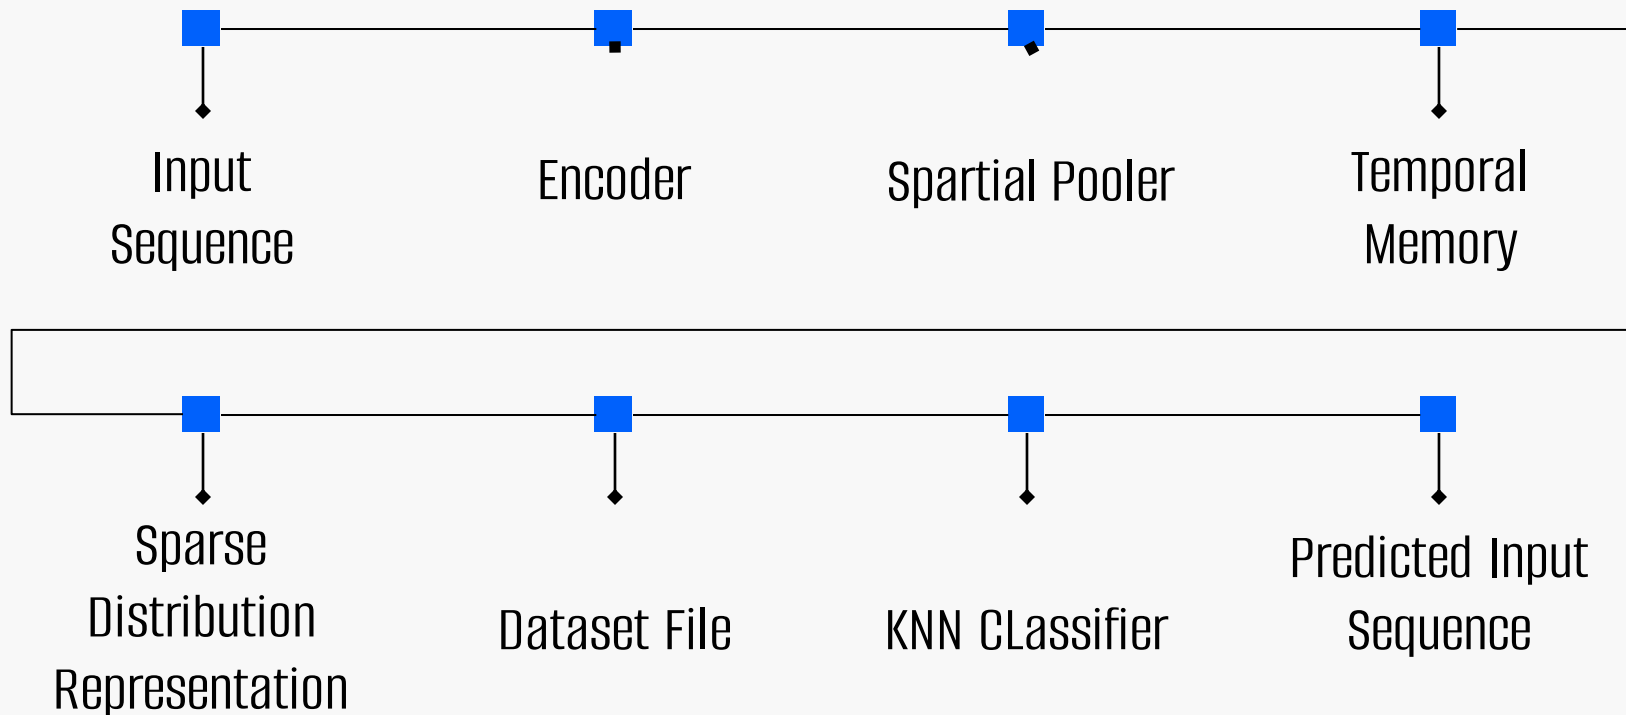 Input
Sequence
Encoder
Spartial Pooler
Temporal
Memory
Sparse
Distribution
Representation
Dataset File
KNN CLassifier
Predicted Input
Sequence